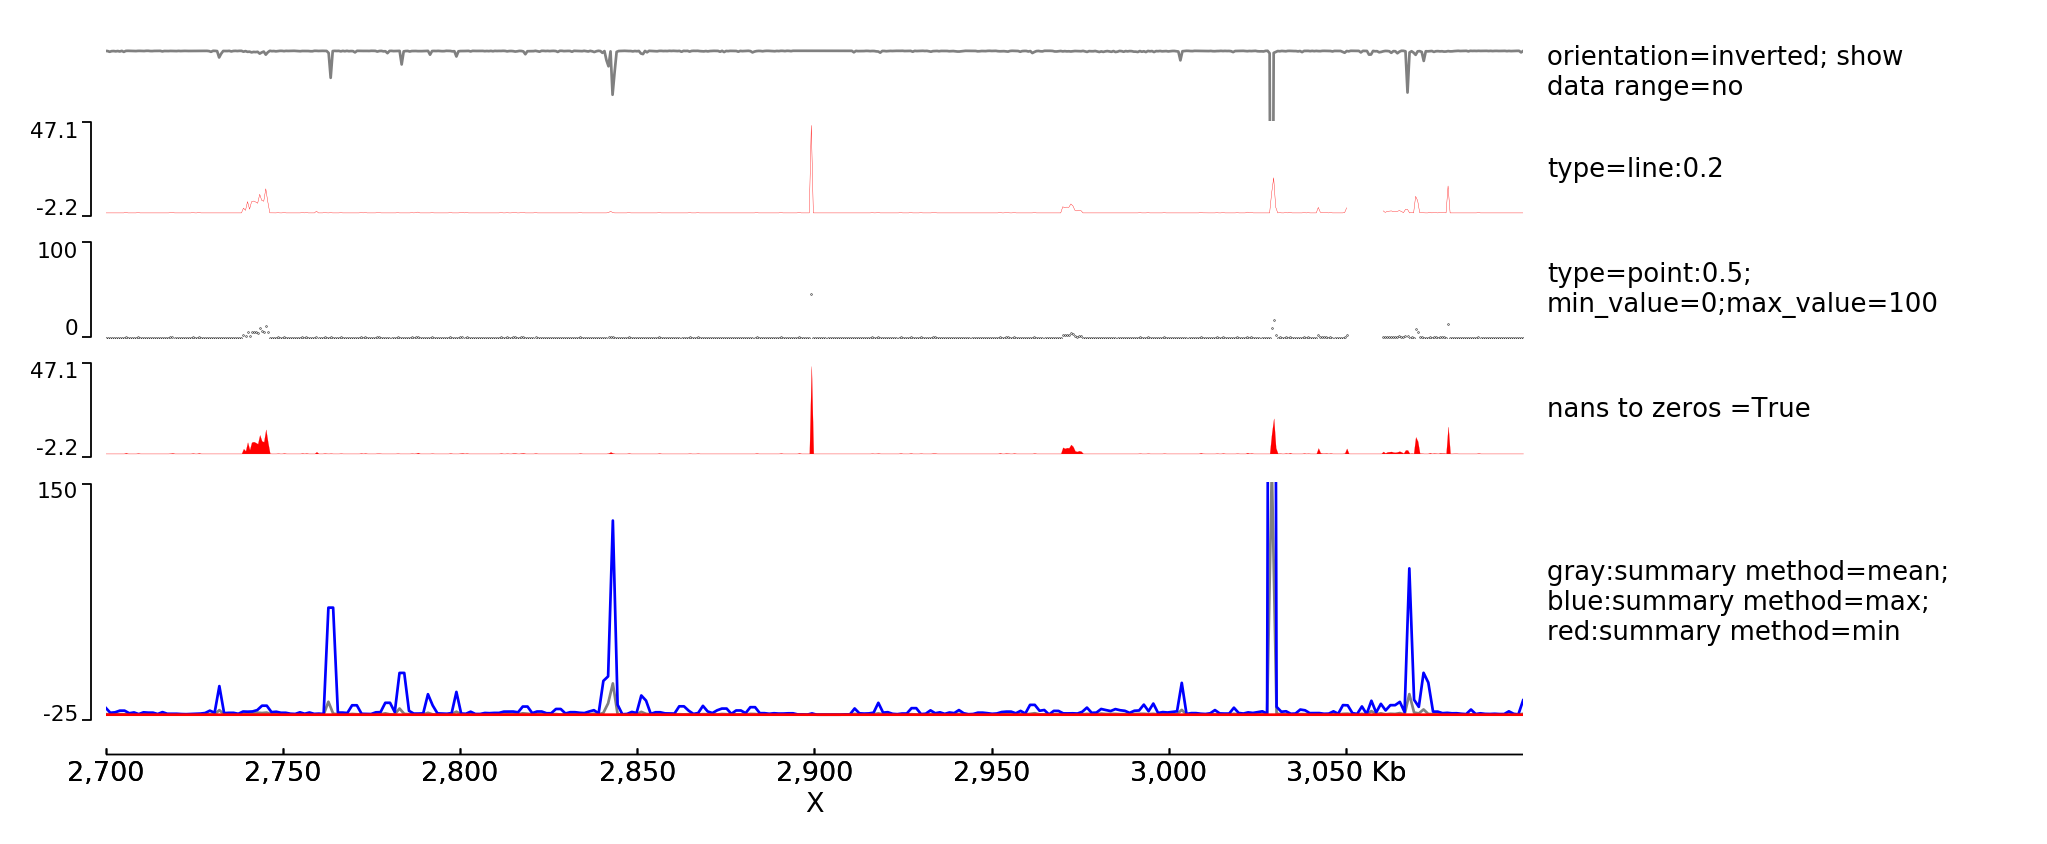 orientation=inverted; show
data range=no
47.1
-2.2
type=line:0.2
100
0
type=point:0.5;
min_value=0;max_value=100
47.1
-2.2
nans to zeros =True
150
-25
gray:summary method=mean;
blue:summary method=max;
red:summary method=min
2,700 2,750 2,800 2,850 2,900 2,950 3,000 3,050 Kb
X